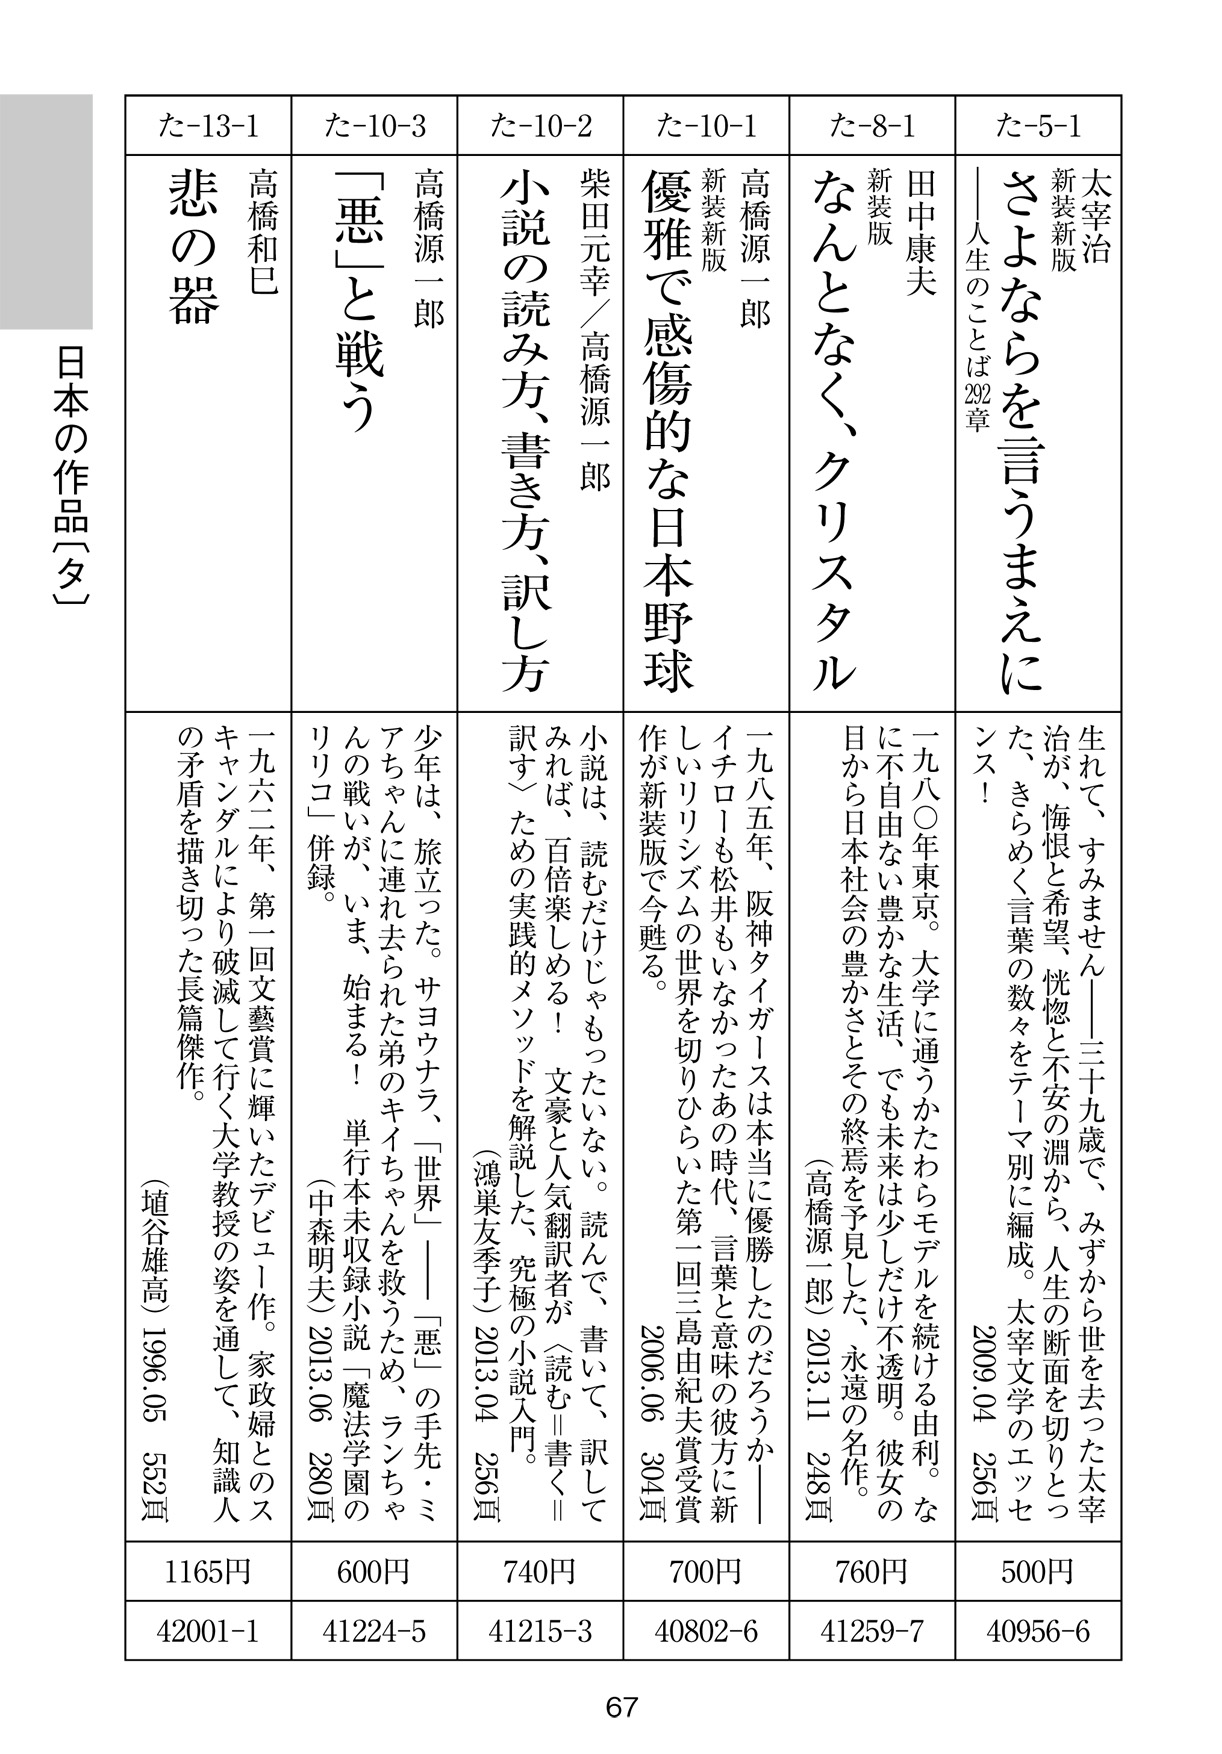 た-5-1
太宰治
新装新版
さよならを言うまえに
――人生のことば292章
生れて、すみません――三十九歳で、みずから世を去った太宰
治が、悔恨と希望、恍惚と不安の淵から、人生の断面を切りとっ
た、きらめく言葉の数々をテーマ別に編成。太宰文学のエッセ
ンス！
2009.04 256頁
500円
40956-6
た-8-1
田中康夫
新装版
なんとなく、クリスタル
一九八〇年東京。大学に通うかたわらモデルを続ける由利。な
に不自由ない豊かな生活、でも未来は少しだけ不透明。彼女の
目から日本社会の豊かさとその終焉を予見した、永遠の名作。
（高橋源一郎）2013.11 248頁
760円
41259-7
た-10-1
高橋源一郎
新装新版
優雅で感傷的な日本野球
一九八五年、阪神タイガースは本当に優勝したのだろうか――
イチローも松井もいなかったあの時代、言葉と意味の彼方に新
しいリリシズムの世界を切りひらいた第一回三島由紀夫賞受賞
作が新装版で今甦る。
2006.06 304頁
700円
40802-6
た-10-2
柴田元幸／高橋源一郎
小説の読み方、書き方、訳し方
小説は、読むだけじゃもったいない。読んで、書いて、訳して
みれば、百倍楽しめる！ 文豪と人気翻訳者が〈読む＝書く＝
訳す〉ための実践的メソッドを解説した、究極の小説入門。
（鴻巣友季子）2013.04 256頁
740円
41215-3
た-10-3
高橋源一郎
「悪」と戦う
少年は、旅立った。サヨウナラ、「世界」――「悪」の手先・ミ
アちゃんに連れ去られた弟のキイちゃんを救うため、ランちゃ
んの戦いが、いま、始まる！ 単行本未収録小説「魔法学園の
リリコ」併録。
（中森明夫）2013.06 280頁
600円
41224-5
た-13-1
高橋和巳
悲の器
一九六二年、第一回文藝賞に輝いたデビュー作。家政婦とのス
キャンダルにより破滅して行く大学教授の姿を通して、知識人
の矛盾を描き切った長篇傑作。
（埴谷雄高）1996.05 552頁
1165円
42001-1
日本の作品〔タ〕
67